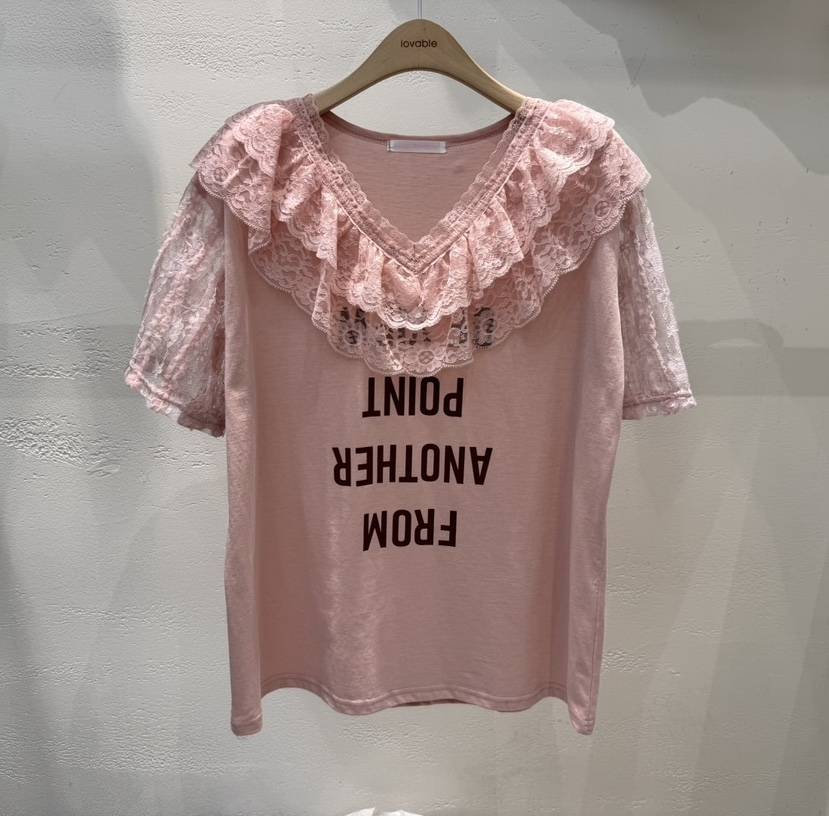 lovable
FROM
ANOTHER
POINT